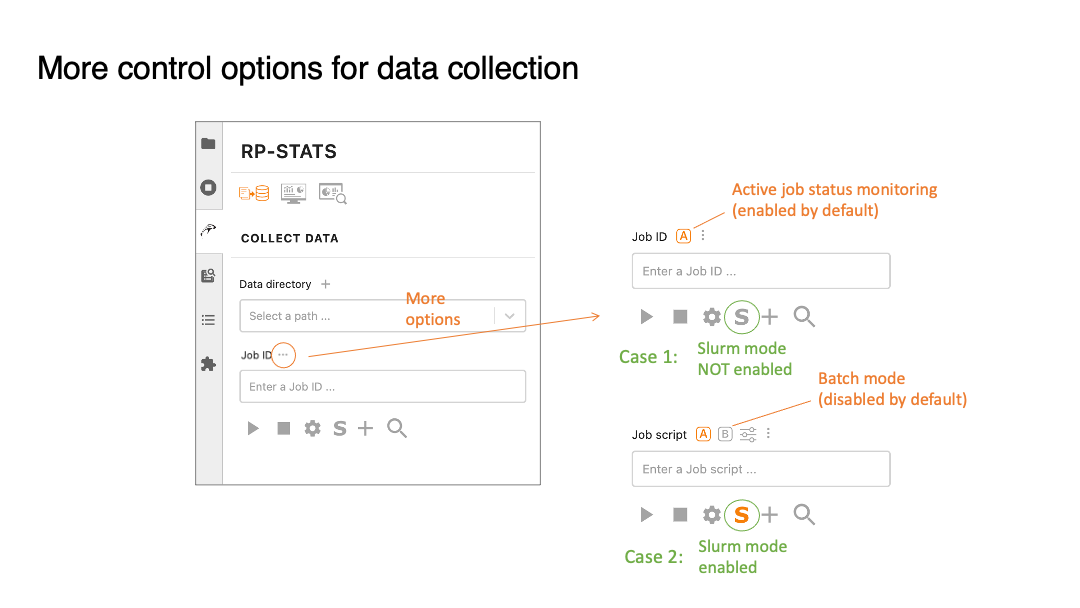 More control options for data collection
RP-STATS
COLLECT DATA
Data directory +
Select a path ...
More
options
Job ID ...
Enter a Job ID ...
S
Active job status monitoring
(enabled by default)
Job ID A
Enter a Job ID ...
S
Case 1:
Slurm mode
NOT enabled
Batch mode
(disabled by default)
Job script A B
Enter a Job script ...
S
Case 2:
Slurm mode
enabled